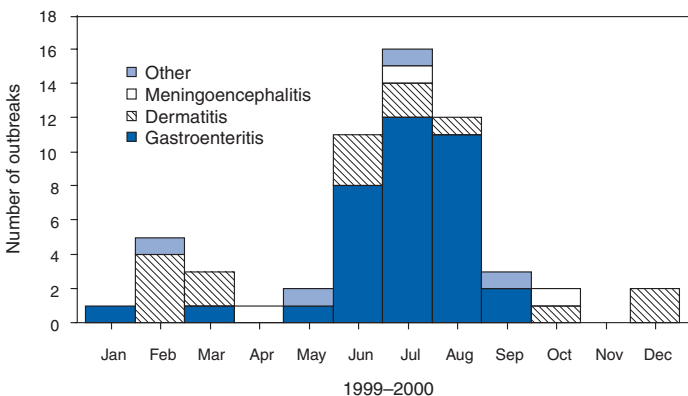 18
16
14
12
10
8
6
4
2
0
Number of outbreaks
Other
Meningoencephalitis
Dermatitis
Gastroenteritis
Jan Feb Mar Apr May Jun Jul Aug Sep Oct Nov Dec
1999–2000